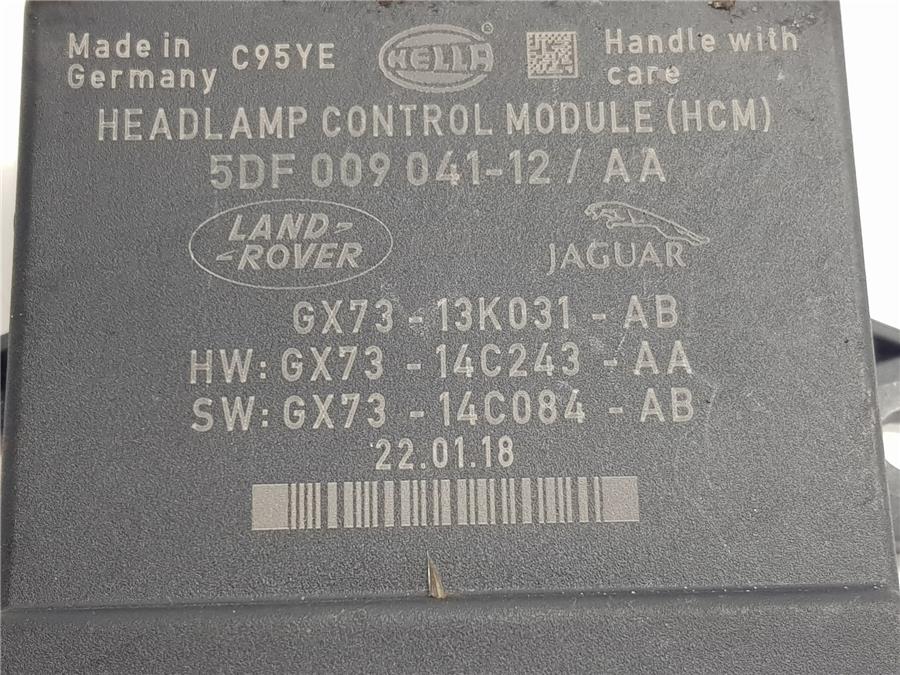 Made in Germany C95YE HELLA ® Handle with care
HEADLAMP CONTROL MODULE (HCM)
5DF 009 041-12 / AA
LAND-
-ROVER
JAGUAR
GX73 - 13K031 - AB
HW: GX73 - 14C243 - AA
SW: GX73 - 14C084 - AB
22.01.18